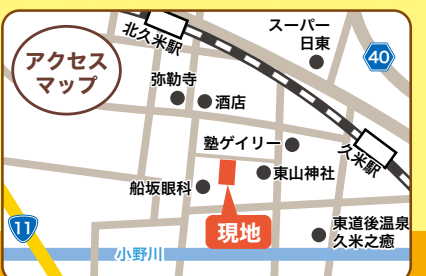 アクセス
マップ
北久米駅
スーパー
日東
40
弥勒寺
酒店
塾ゲイリー
久米駅
東山神社
船坂眼科
現地
11
小野川
東道後温泉
久米之癒